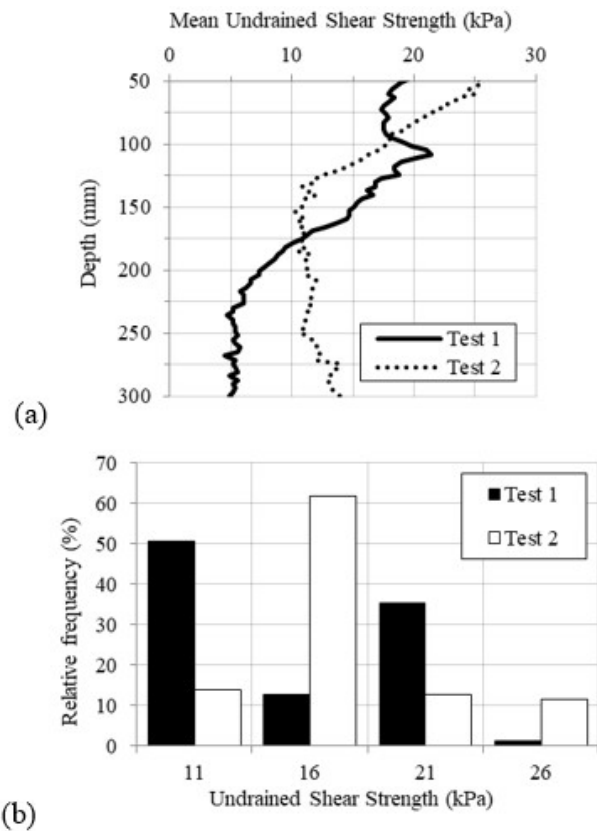 Mean Undrained Shear Strength (kPa)
0 10 20 30
50
100
150
200
250
300
Depth (mm)
Test 1
Test 2
(a)
70
60
50
40
30
20
10
0
Relative frequency (%)
Test 1
Test 2
11 16 21 26
Undrained Shear Strength (kPa)
(b)